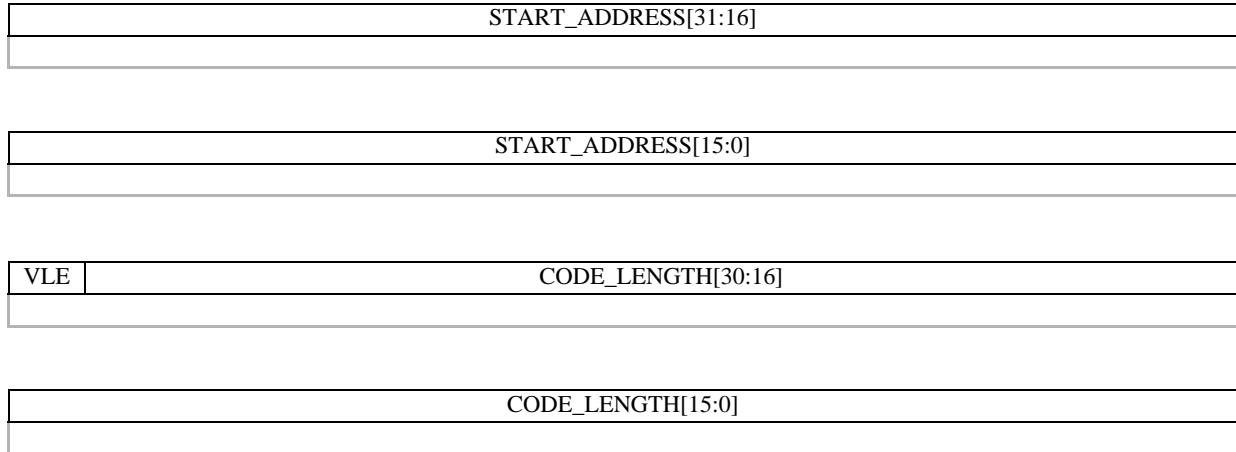 START_ADDRESS[31:16]
START_ADDRESS[15:0]
VLE CODE_LENGTH[30:16]
CODE_LENGTH[15:0]